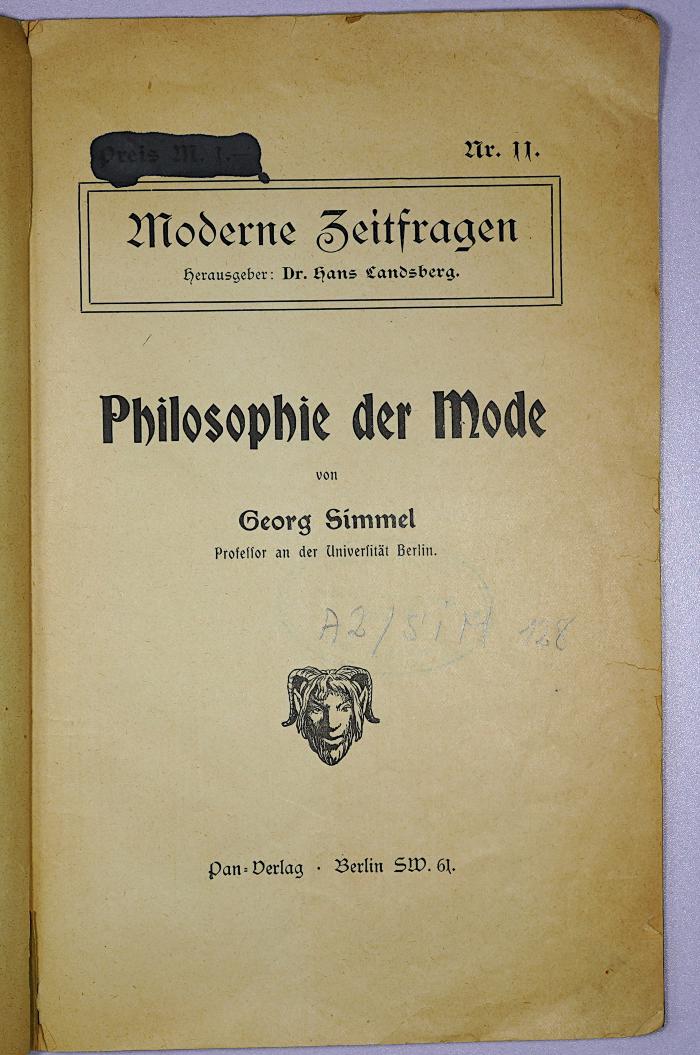 Preis M. 1.—
Nr. 11.
Moderne Zeitfragen
Herausgeber: Dr. Hans Landsberg.
Philosophie der Mode
von
Georg Simmel
Profeſſor an der Univerſität Berlin.
A2/SIM 128
Pan-Verlag · Berlin SW. 61.